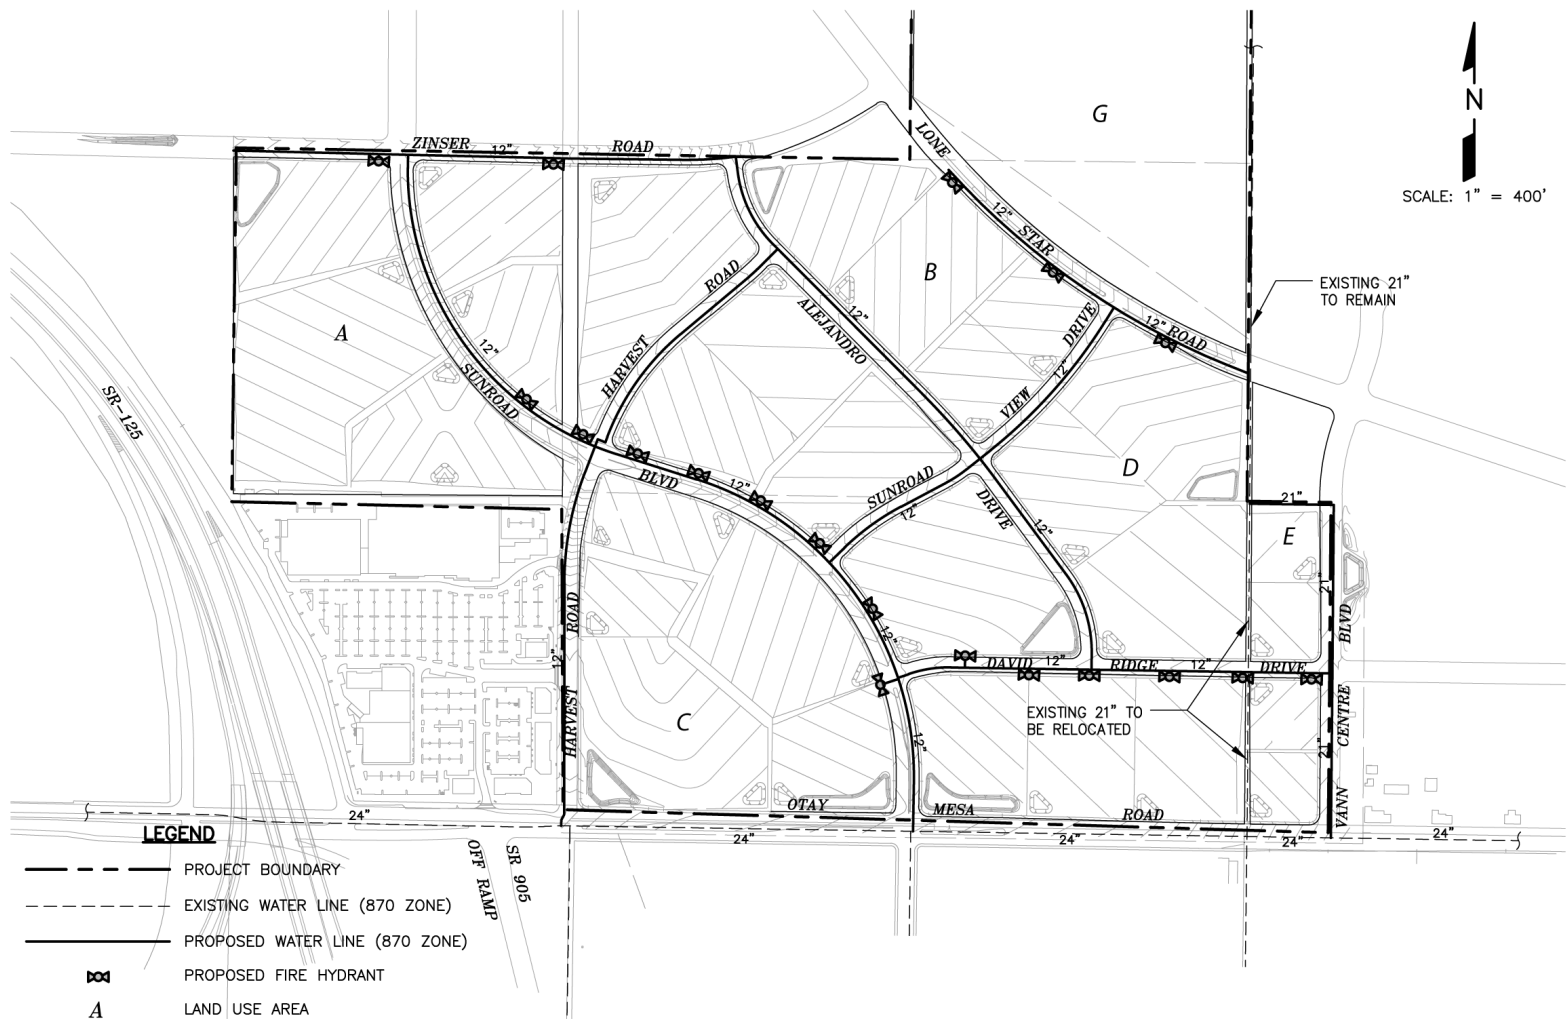 G
N
SCALE: 1" = 400'
ZINSER 12" ROAD
LONE
12" STAR
EXISTING 21"
TO REMAIN
B
A
HARVEST ROAD
ALEJANDRO
12"
VIEW DRIVE
12"
12" ROAD
12"
SUNROAD
SR-125
D
BLVD
12"
SUNROAD
12"
DRIVE
12"
21"
E
21"
BLVD
ROAD
12"
HARVEST
12"
DAVID 12" RIDGE 12" DRIVE
EXISTING 21" TO
BE RELOCATED
C
12"
21"
CENTRE
VANN
OTAY MESA ROAD
24"
24"
24"
24"
24"
SR 905
OFF RAMP
LEGEND
PROJECT BOUNDARY
EXISTING WATER LINE (870 ZONE)
PROPOSED WATER LINE (870 ZONE)
PROPOSED FIRE HYDRANT
A LAND USE AREA